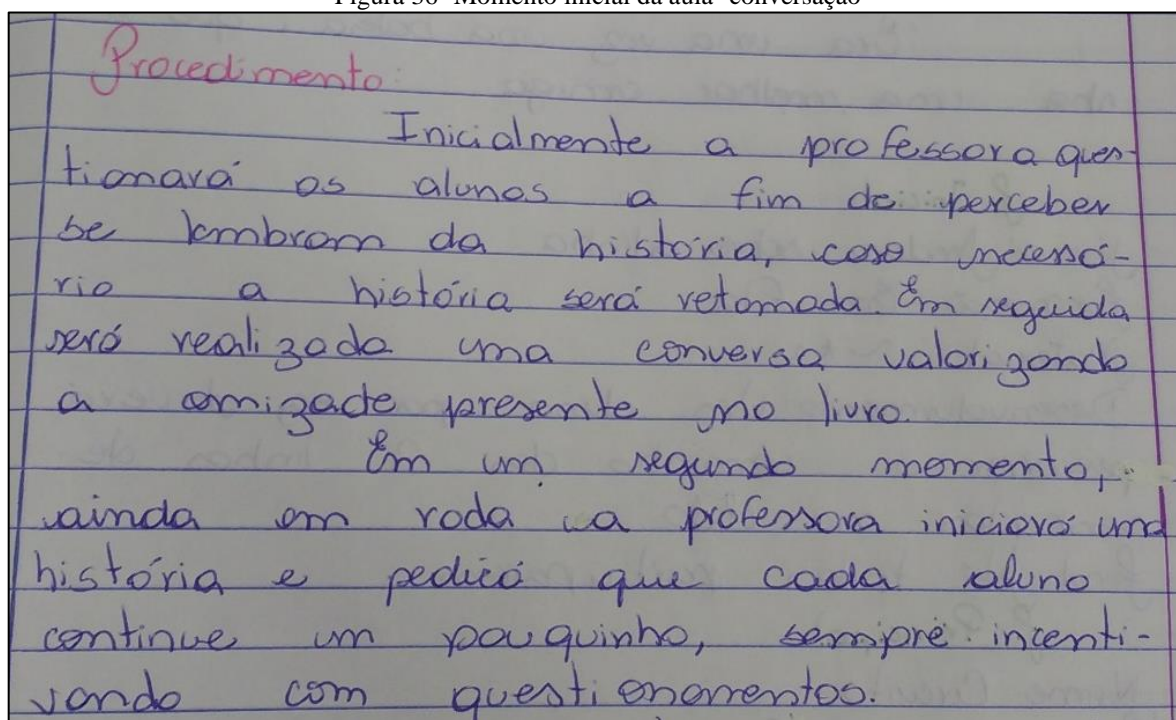 Figura 36- Momento inicial da aula- conversação
Procedimento:
Inicialmente a professora ques-
tionará os alunos a fim de perceber
se lembram da história, caso necessá-
rio a história será retomada. Em seguida
será realizada uma conversa valorizando
a amizade presente no livro.
Em um segundo momento,
ainda em roda a professora iniciará uma
história e pedirá que cada aluno
continue um pouquinho, sempre incenti-
vando com questionamentos.